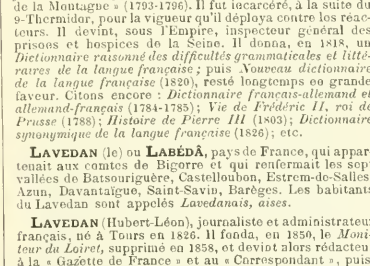 de la Montagne » (1793-1796). Il fut iecarcéré, à la suite du
9-Thermidor, pour la vigueur qu'il déploya contre les réac-
teurs. Il devint, sous l'Empire, inspecteur général des
prisons et hospices de la Seine. Il donna, en 1818, un
Dictionnaire raisonné des difficultés grammaticales et litté-
raires de la langue française ; puis Nouveau dictionnaire
de la langue française (1820), resté longtemps en grande
faveur. Citons encore : Dictionnaire français-allemand et
allemand-français (1784-1785) ; Vie de Frédéric II, roi de
Prusse (1788) ; Histoire de Pierre III (1803) ; Dictionnaire
synonymique de la langue française (1826) ; etc.
LAVEDAN (le) ou LABÉDÂ, pays de France, qui appar-
tenait aux comtes de Bigorre et qui renfermait les sept
vallées de Batsouriguère, Castelloubon, Estrem-de-Salles,
Azun, Davantaïgue, Saint-Savin, Barèges. Les habitants
du Lavedan sont appelés Lavedanais, aises.
LAVEDAN (Hubert-Léon), journaliste et administrateur
français, né à Tours en 1826. Il fonda, en 1850, le Moni-
teur du Loiret, supprimé en 1858, et devint alors rédacteur
à la « Gazette de France » et au « Correspondant », puis